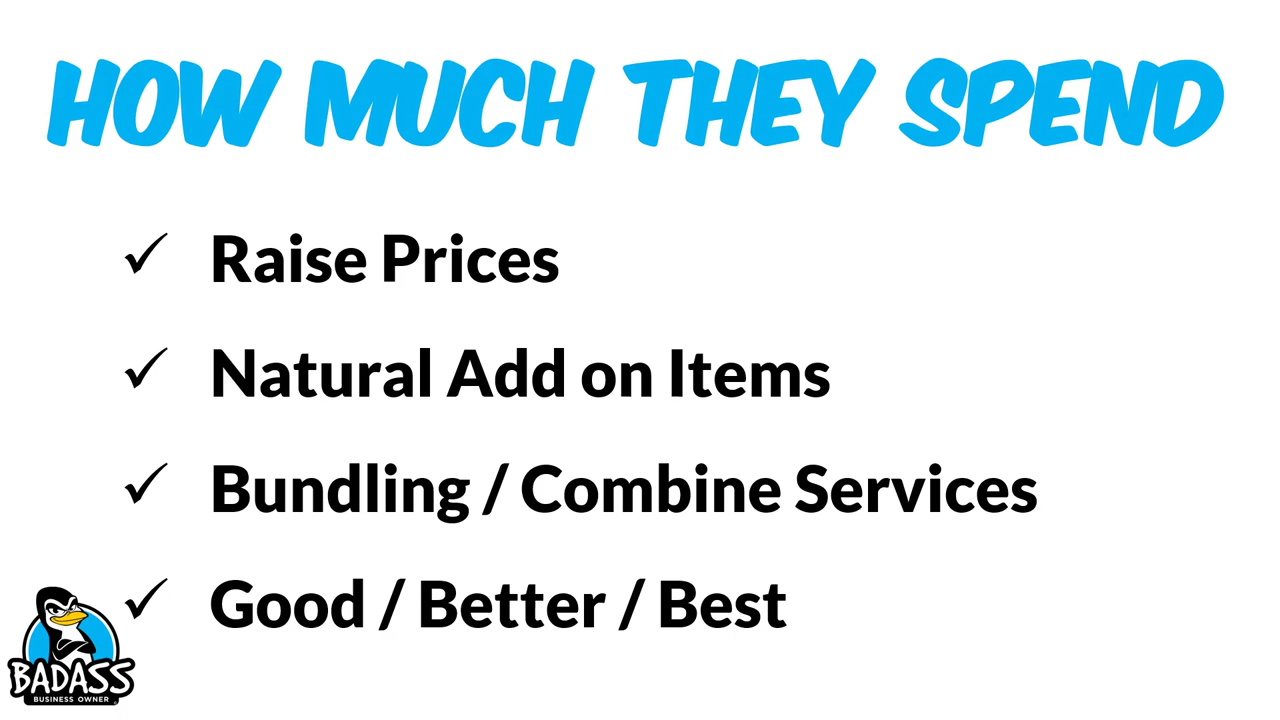 HOW MUCH THEY SPEND
✓ Raise Prices
✓ Natural Add on Items
✓ Bundling / Combine Services
✓ Good / Better / Best
BADASS
BUSINESS OWNER